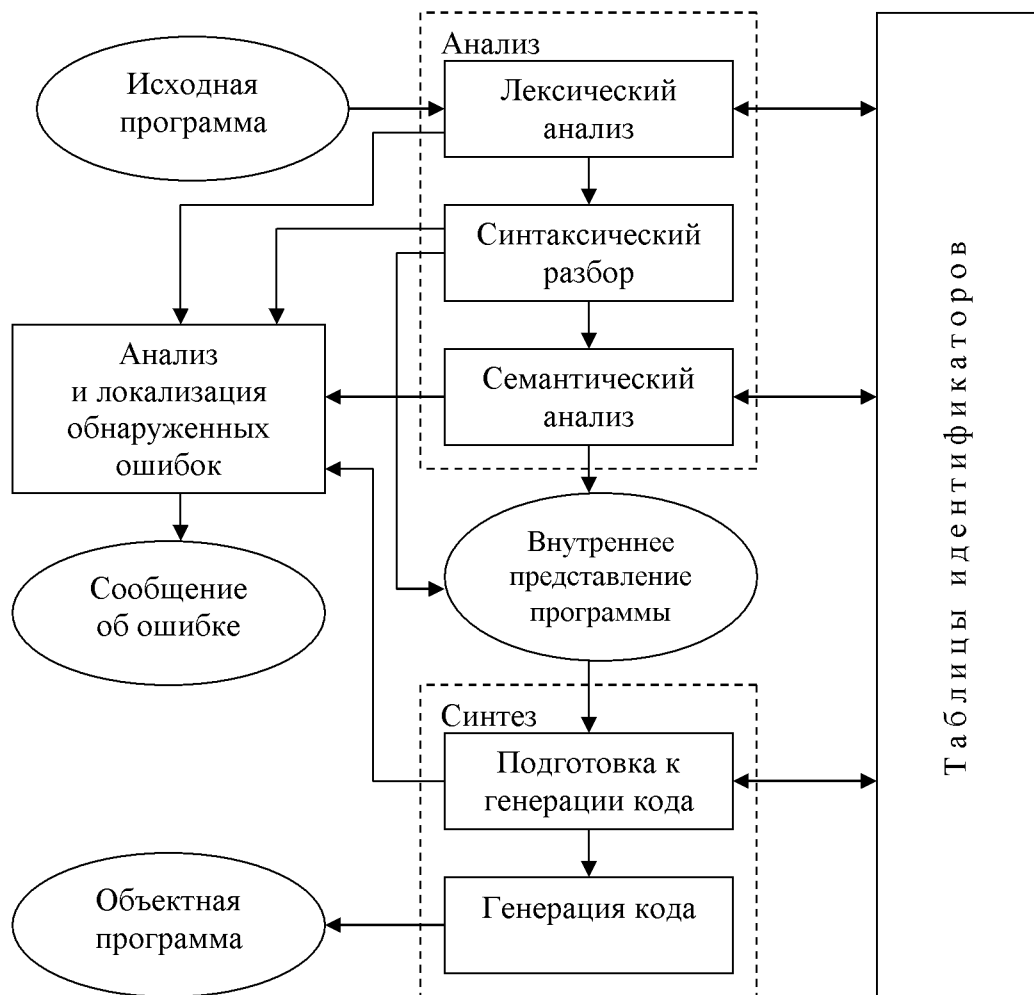 Анализ
Исходная
программа
Лексический
анализ
Синтаксический
разбор
Анализ
и локализация
обнаруженных
ошибок
Семантический
анализ
Сообщение
об ошибке
Внутреннее
представление
программы
Синтез
Подготовка к
генерации кода
Объектная
программа
Генерация кода
Таблицы идентификаторов